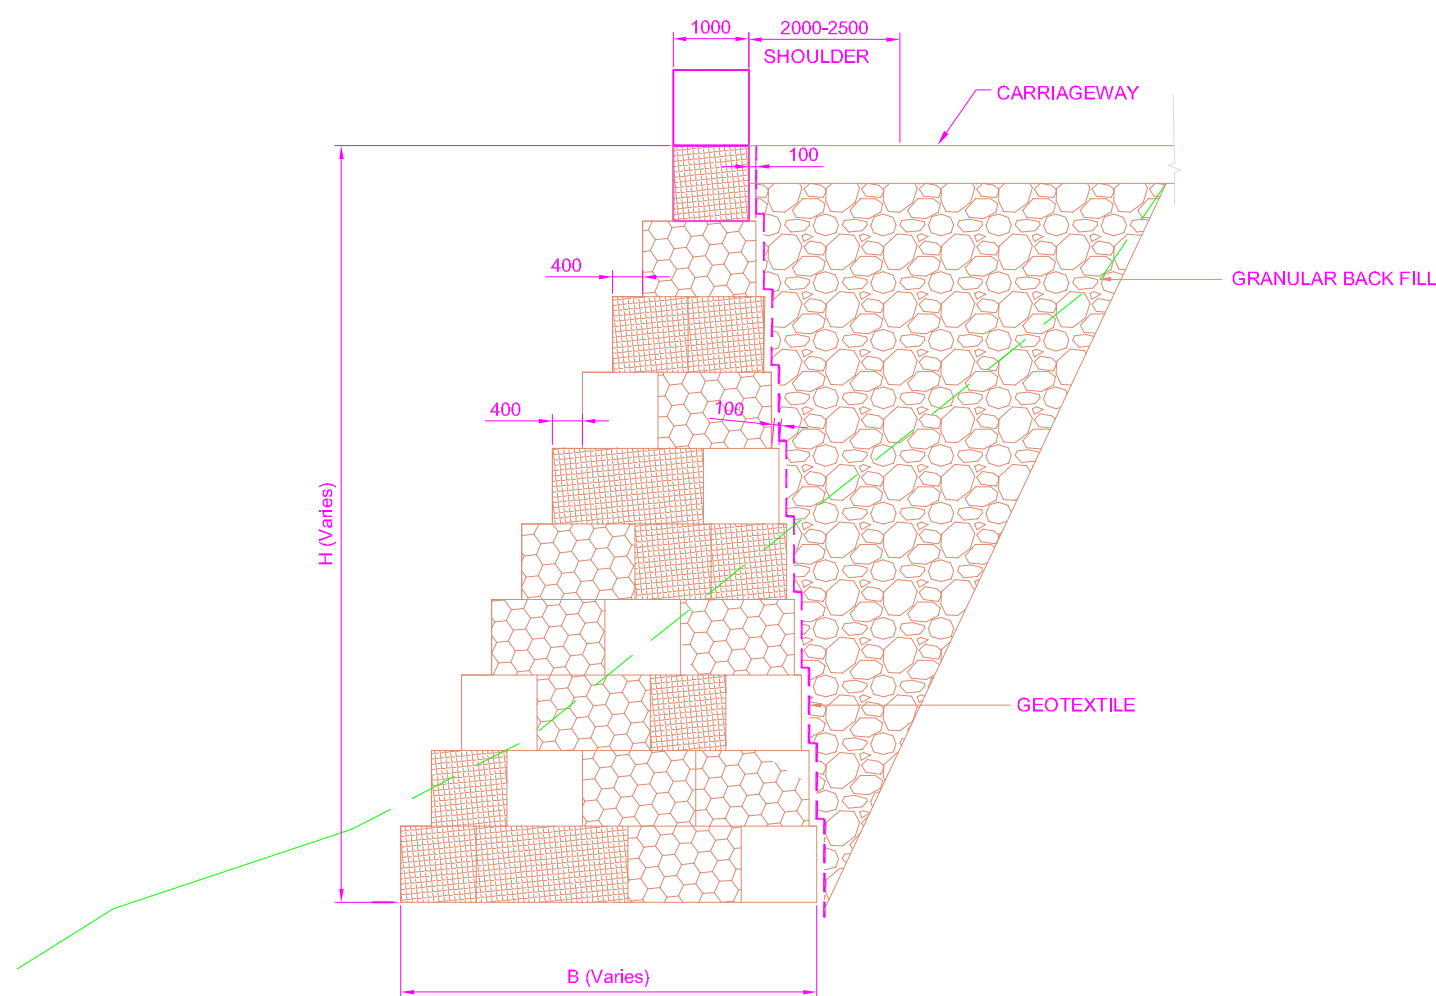 1000
2000-2500
SHOULDER
CARRIAGEWAY
100
400
GRANULAR BACK FILL
400
100
H (Varies)
GEOTEXTILE
B (Varies)